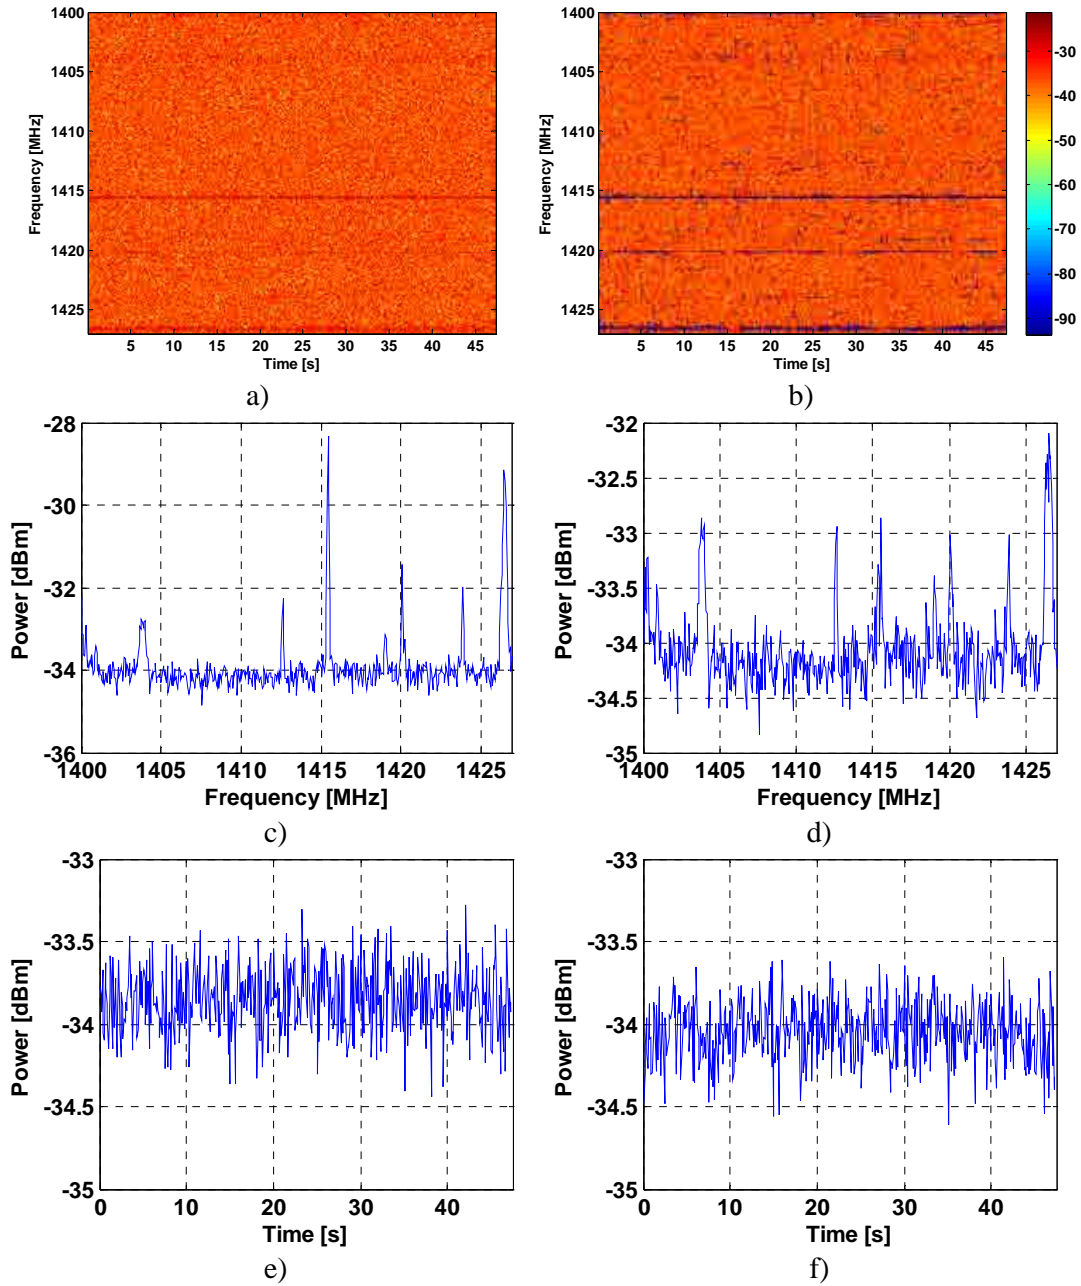 1400
1405
1410
1415
1420
1425
Frequency [MHz]
5 10 15 20 25 30 35 40 45
Time [s]
a)
1400
1405
1410
1415
1420
1425
Frequency [MHz]
5 10 15 20 25 30 35 40 45
Time [s]
b)
-30
-40
-50
-60
-70
-80
-90
-28
-30
-32
-34
-36
Power [dBm]
1400 1405 1410 1415 1420 1425
Frequency [MHz]
c)
-32
-32.5
-33
-33.5
-34
-34.5
-35
Power [dBm]
1400 1405 1410 1415 1420 1425
Frequency [MHz]
d)
-33
-33.5
-34
-34.5
-35
Power [dBm]
0 10 20 30 40
Time [s]
e)
-33
-33.5
-34
-34.5
-35
Power [dBm]
0 10 20 30 40
Time [s]
f)